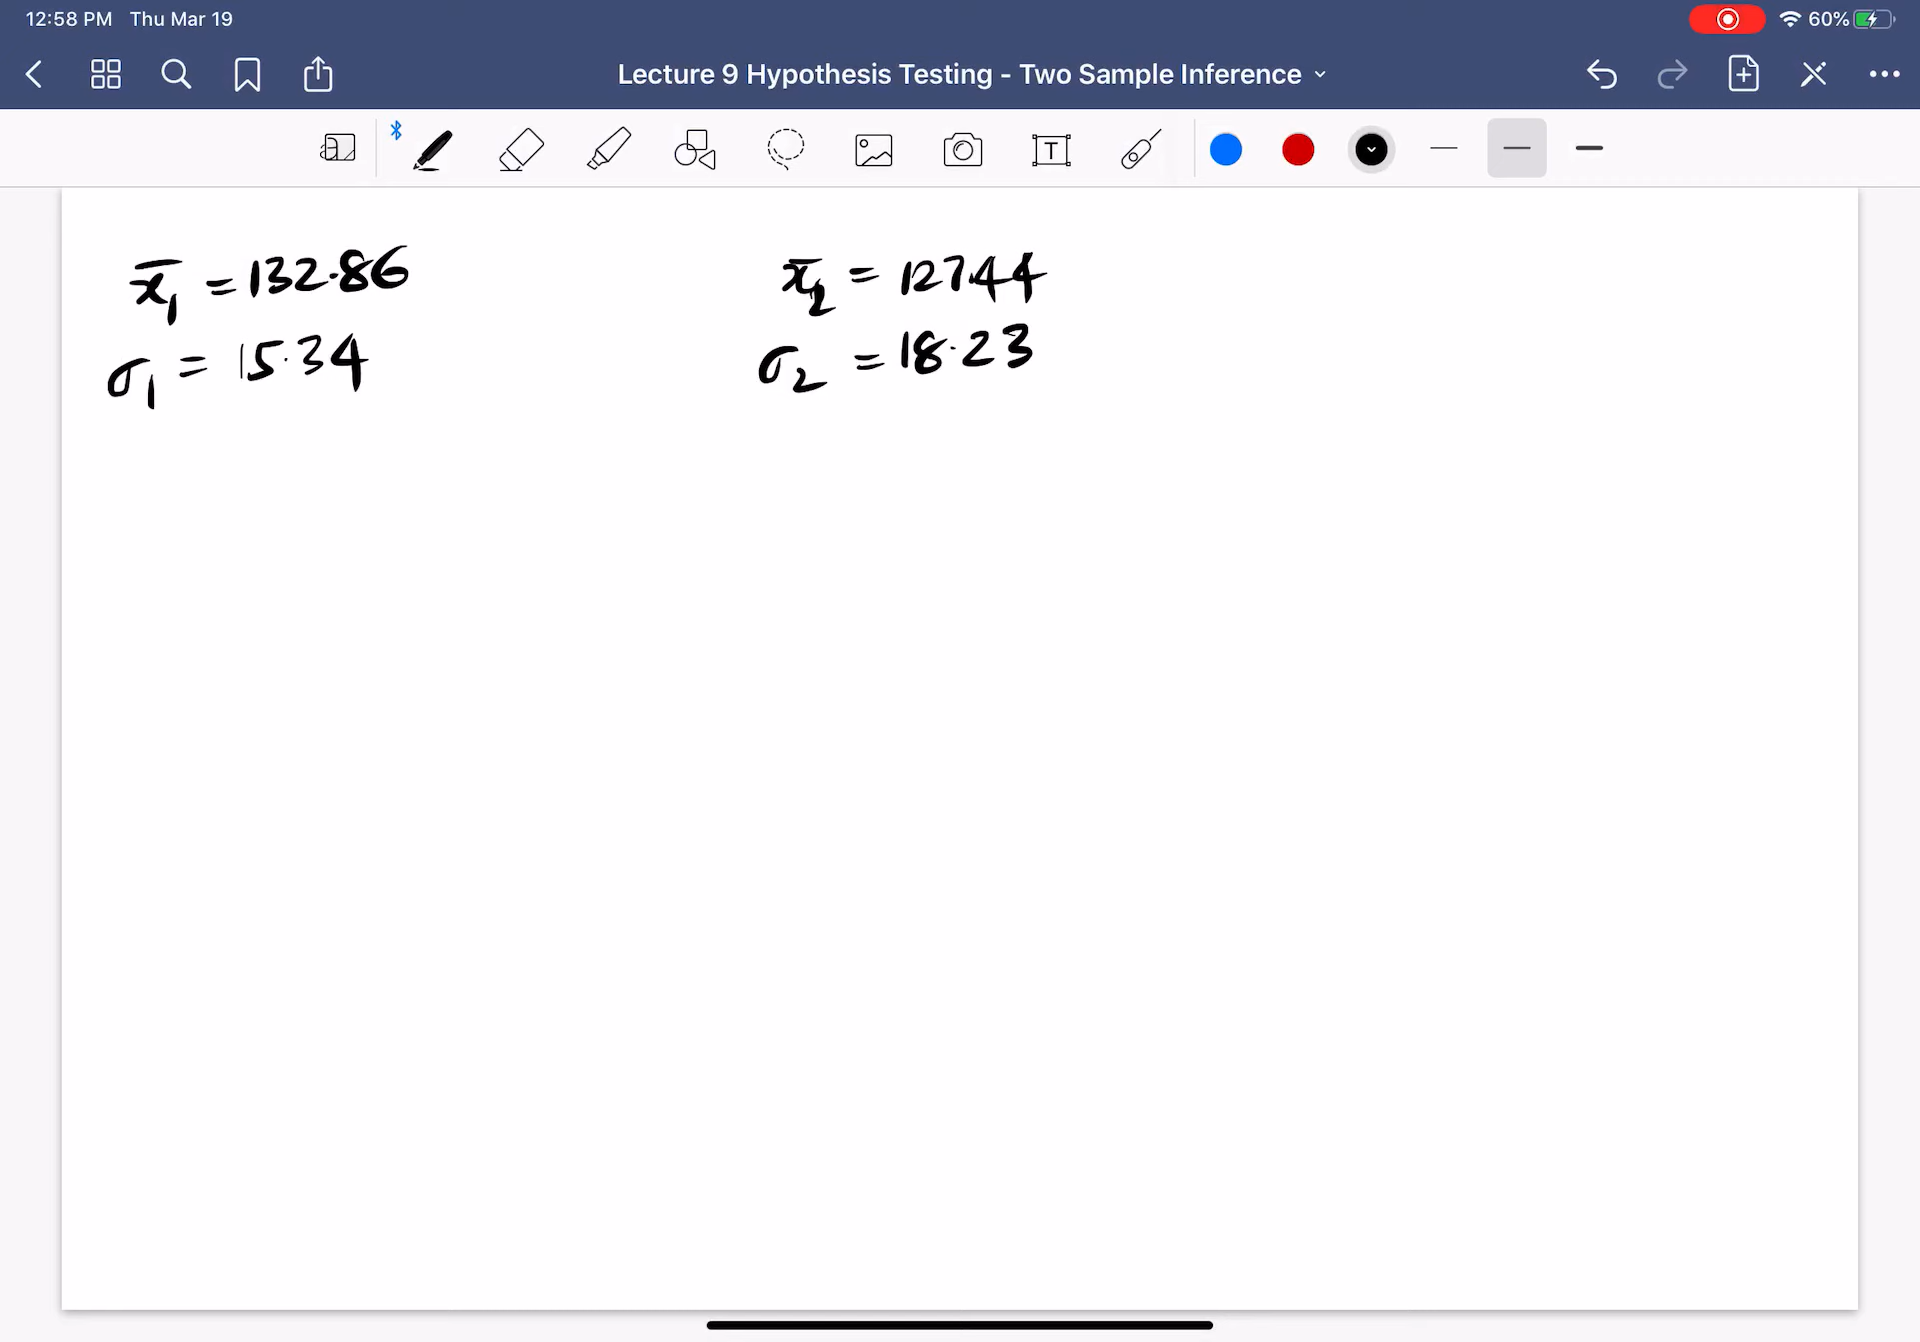 12:58 PM Thu Mar 19
60%
Lecture 9 Hypothesis Testing - Two Sample Inference
a
T
x̄₁ = 132.86
x̄₂ = 127.44
σ₁ = 15.34
σ₂ = 18.23